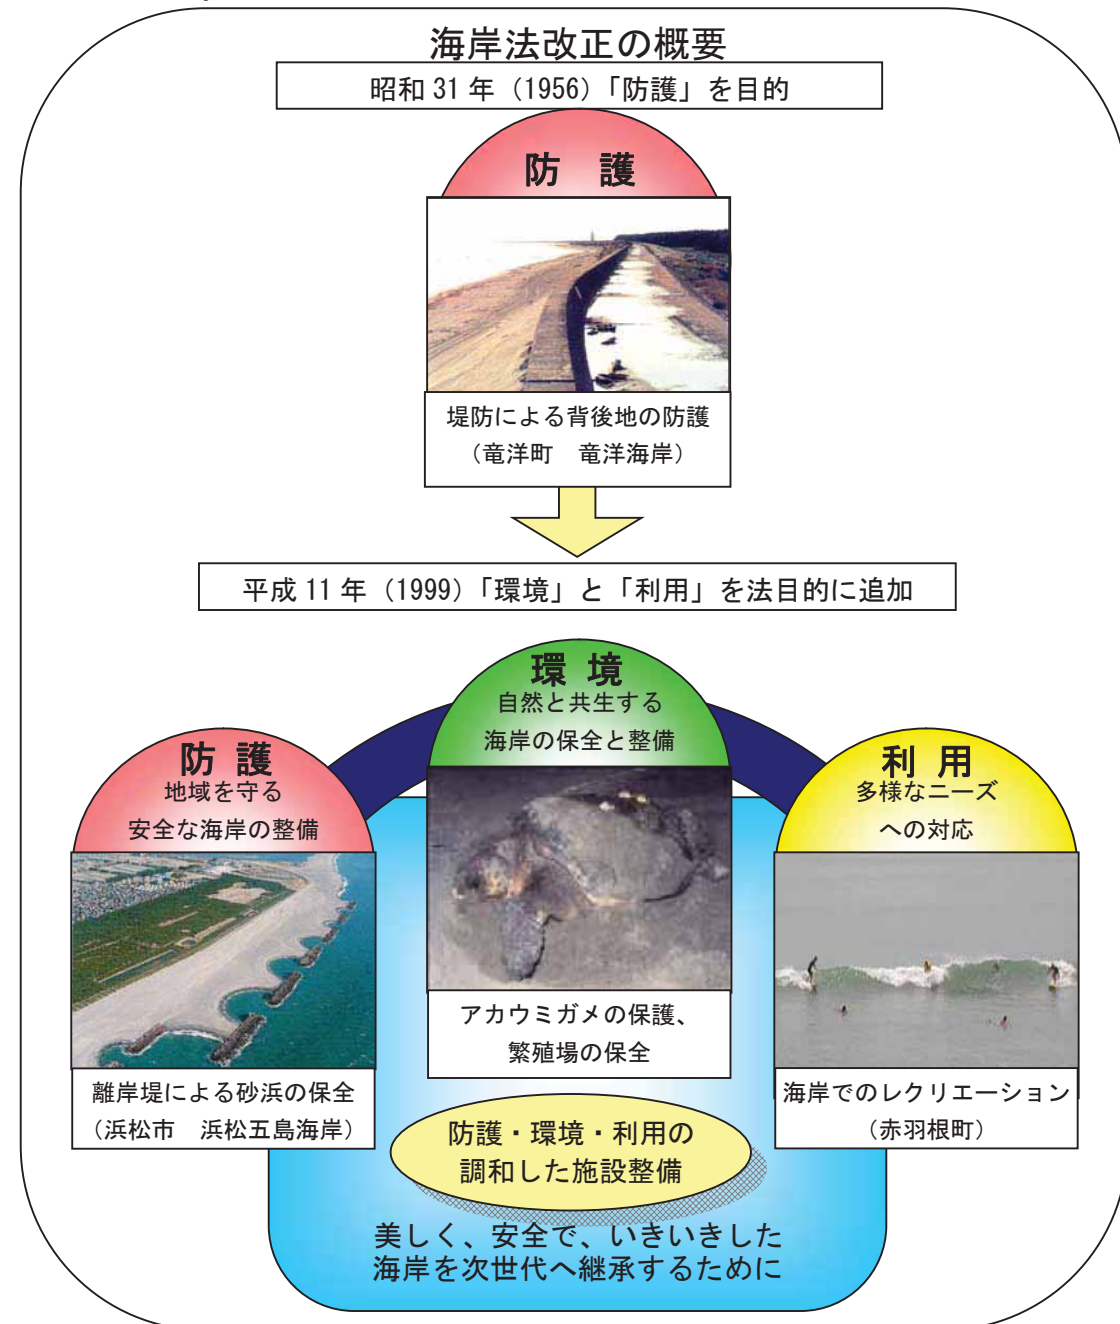 海岸法改正の概要
昭和 31 年（1956）「防護」を目的
防　護
堤防による背後地の防護
（竜洋町　竜洋海岸）
平成 11 年（1999）「環境」と「利用」を法目的に追加
環 境
自然と共生する
海岸の保全と整備
防 護
地域を守る
安全な海岸の整備
利 用
多様なニーズ
への対応
アカウミガメの保護、
繁殖場の保全
離岸堤による砂浜の保全
（浜松市　浜松五島海岸）
海岸でのレクリエーション
（赤羽根町）
防護・環境・利用の
調和した施設整備
美しく、安全で、いきいきした
海岸を次世代へ継承するために